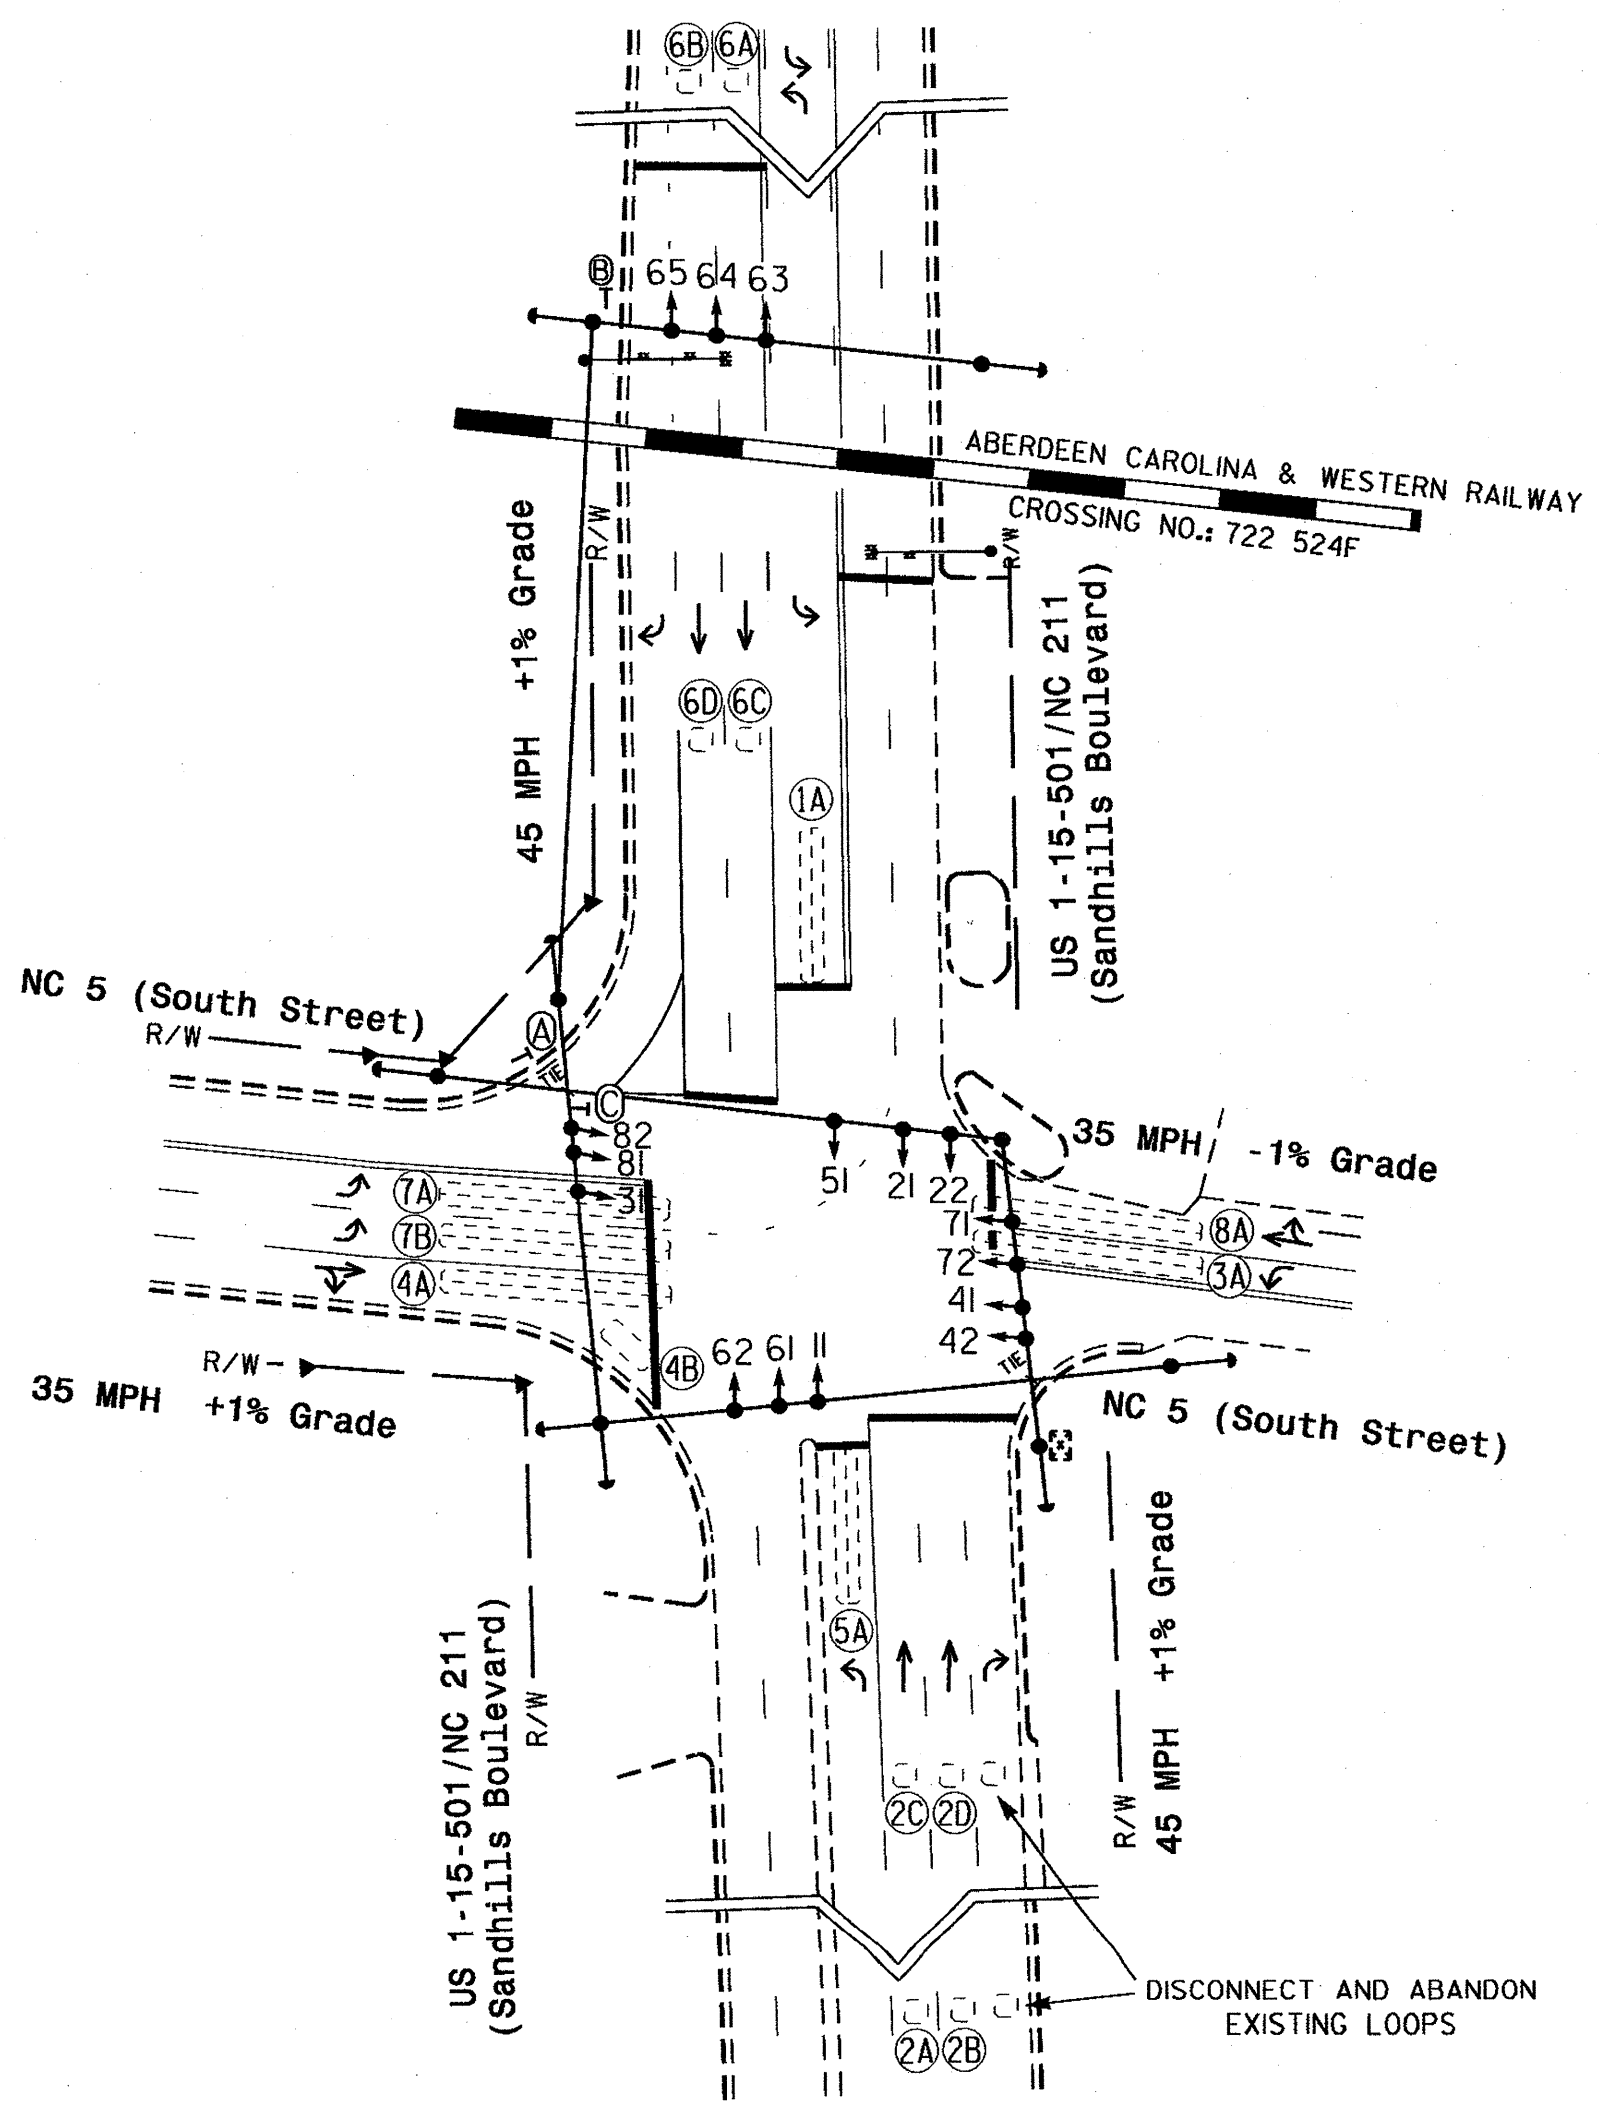 6B 6A
B 65 64 63
ABERDEEN CAROLINA & WESTERN RAILWAY
CROSSING NO.: 722 524F
R/W
R/W
45 MPH +1% Grade
US 1-15-501/NC 211
(Sandhills Boulevard)
6D 6C
1A
NC 5 (South Street)
R/W
A
TIE
C
82
81
31
51 21 22
35 MPH -1% Grade
7A
7B
4A
71
72
41
42
8A
3A
TIE
R/W
35 MPH +1% Grade
4B
62 61 11
NC 5 (South Street)
5A
US 1-15-501/NC 211
(Sandhills Boulevard)
R/W
R/W
45 MPH +1% Grade
2C 2D
DISCONNECT AND ABANDON
EXISTING LOOPS
2A 2B